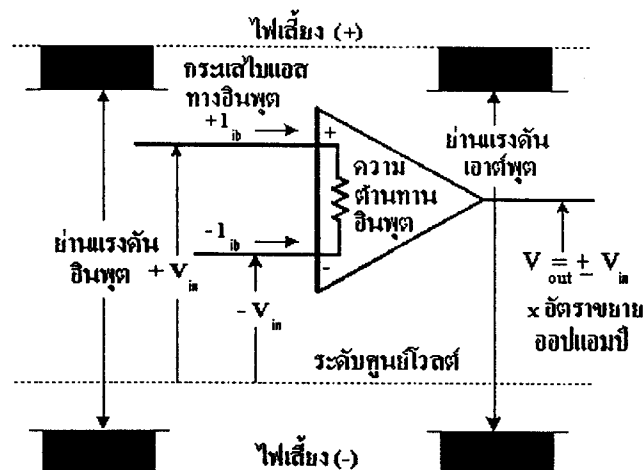 ไฟเลี้ยง (+)
กระแสไบแอส
ทางอินพุต
+I ib
+
ย่านแรงดัน
เอาต์พุต
ความ
ต้านทาน
อินพุต
-I ib
-
ย่านแรงดัน
อินพุต
+ V in
- V in
V out = ± V in
x อัตราขยาย
ออปแอมป์
ระดับศูนย์โวลต์
ไฟเลี้ยง (-)